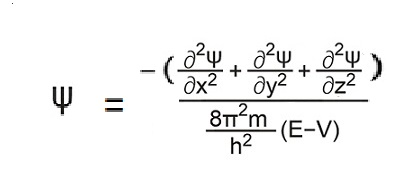 ψ = −(∂²ψ/∂x² + ∂²ψ/∂y² + ∂²ψ/∂z²) / (8π²m/h² (E−V))